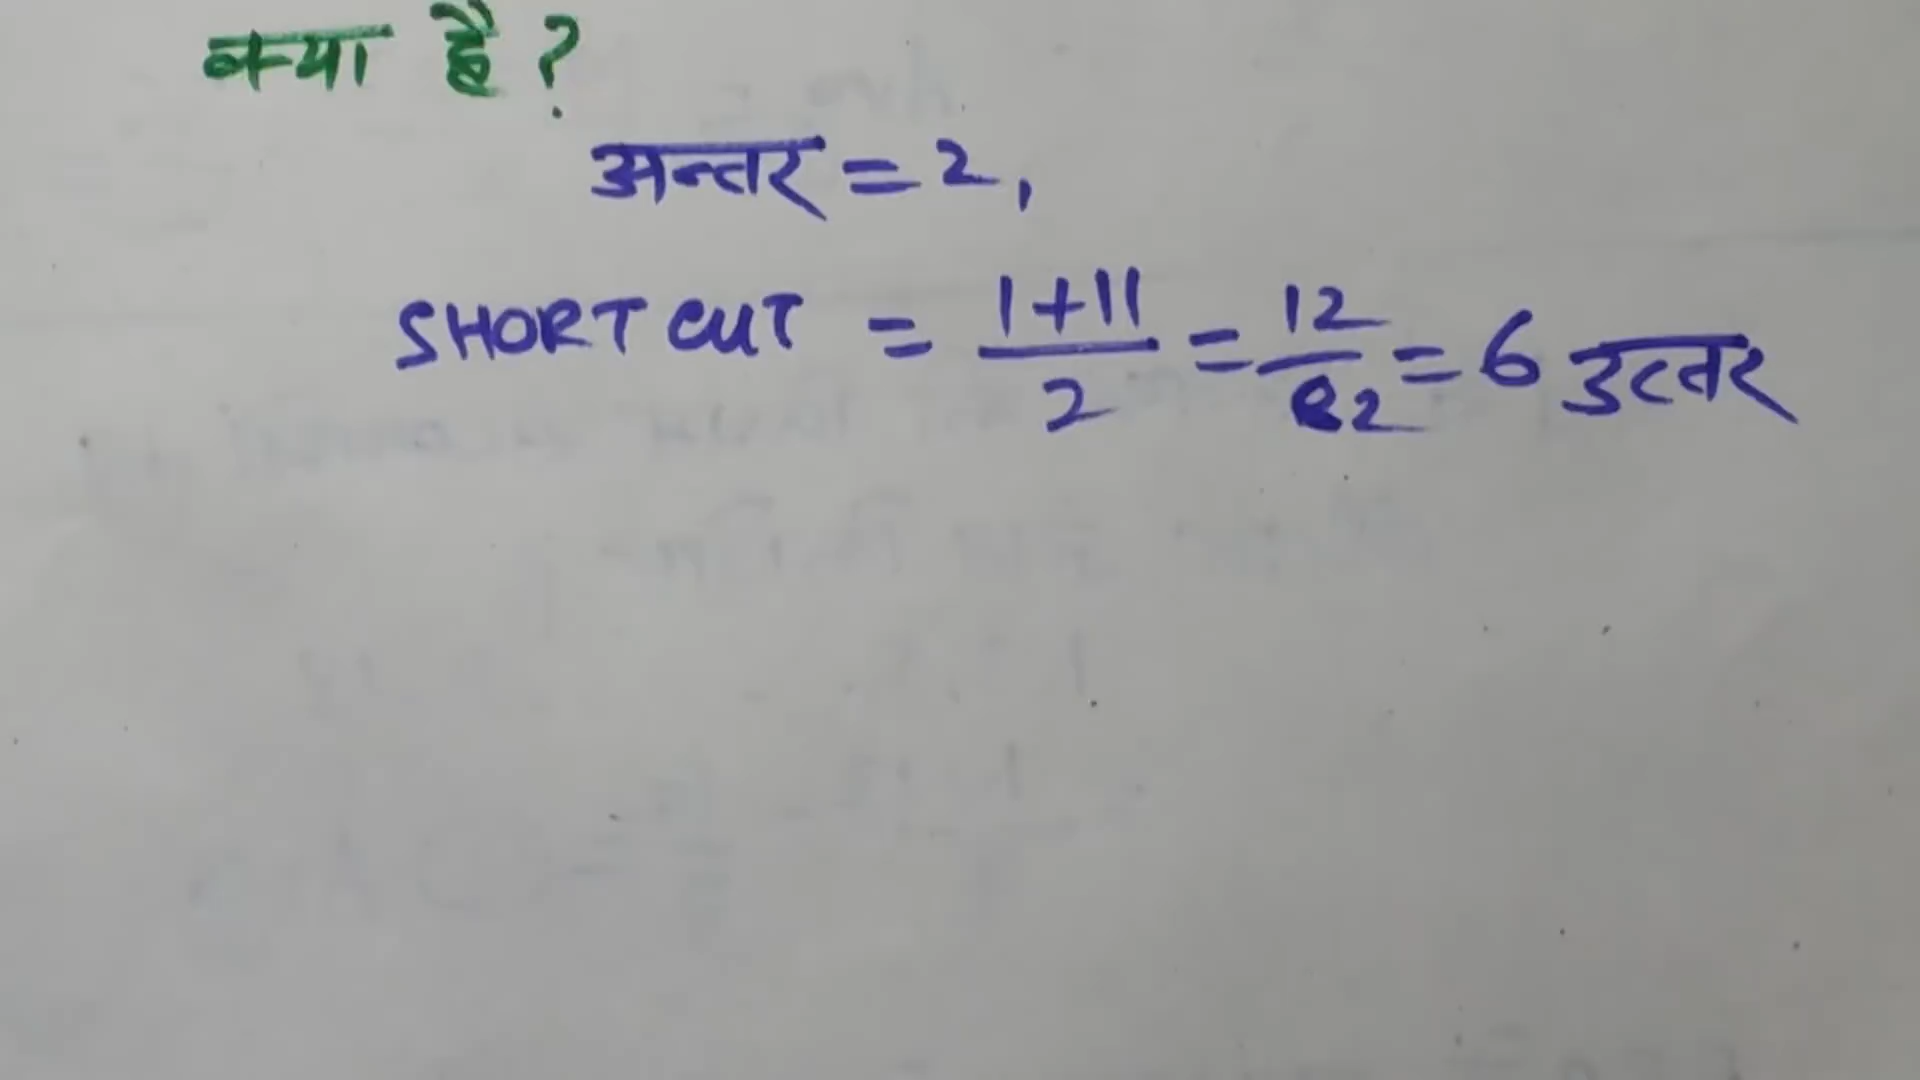 क्या है?
अन्तर = 2,
SHORT CUT = 1+11/2 = 12/2 = 6 उत्तर